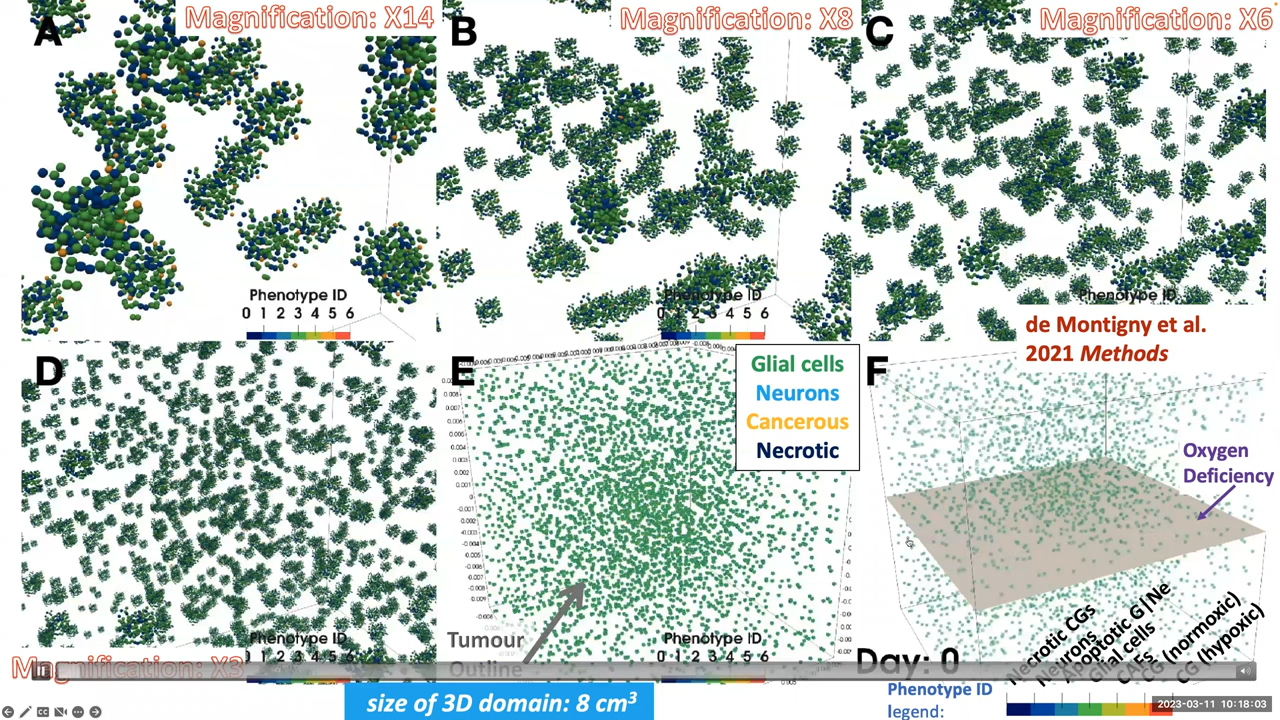 A
Magnification: X14
B
Magnification: X8
C
Magnification: X6
Phenotype ID
0 1 2 3 4 5 6
Phenotype ID
0 1 2 3 4 5 6
Phenotype ID
de Montigny et al.
2021 Methods
D
E
F
Glial cells
Neurons
Cancerous
Necrotic
Oxygen
Deficiency
Tumour
Outline
Phenotype ID
0 1 2 3 4 5 6
Phenotype ID
0 1 2 3 4 5 6
Magnification: X3
Day: 0
Necrotic CGs
Neurons
Apoptotic G|Ne
Glial cells
CG (normoxic)
CG (hypoxic)
size of 3D domain: 8 cm³
Phenotype ID
legend:
2023-03-11 10:18:03